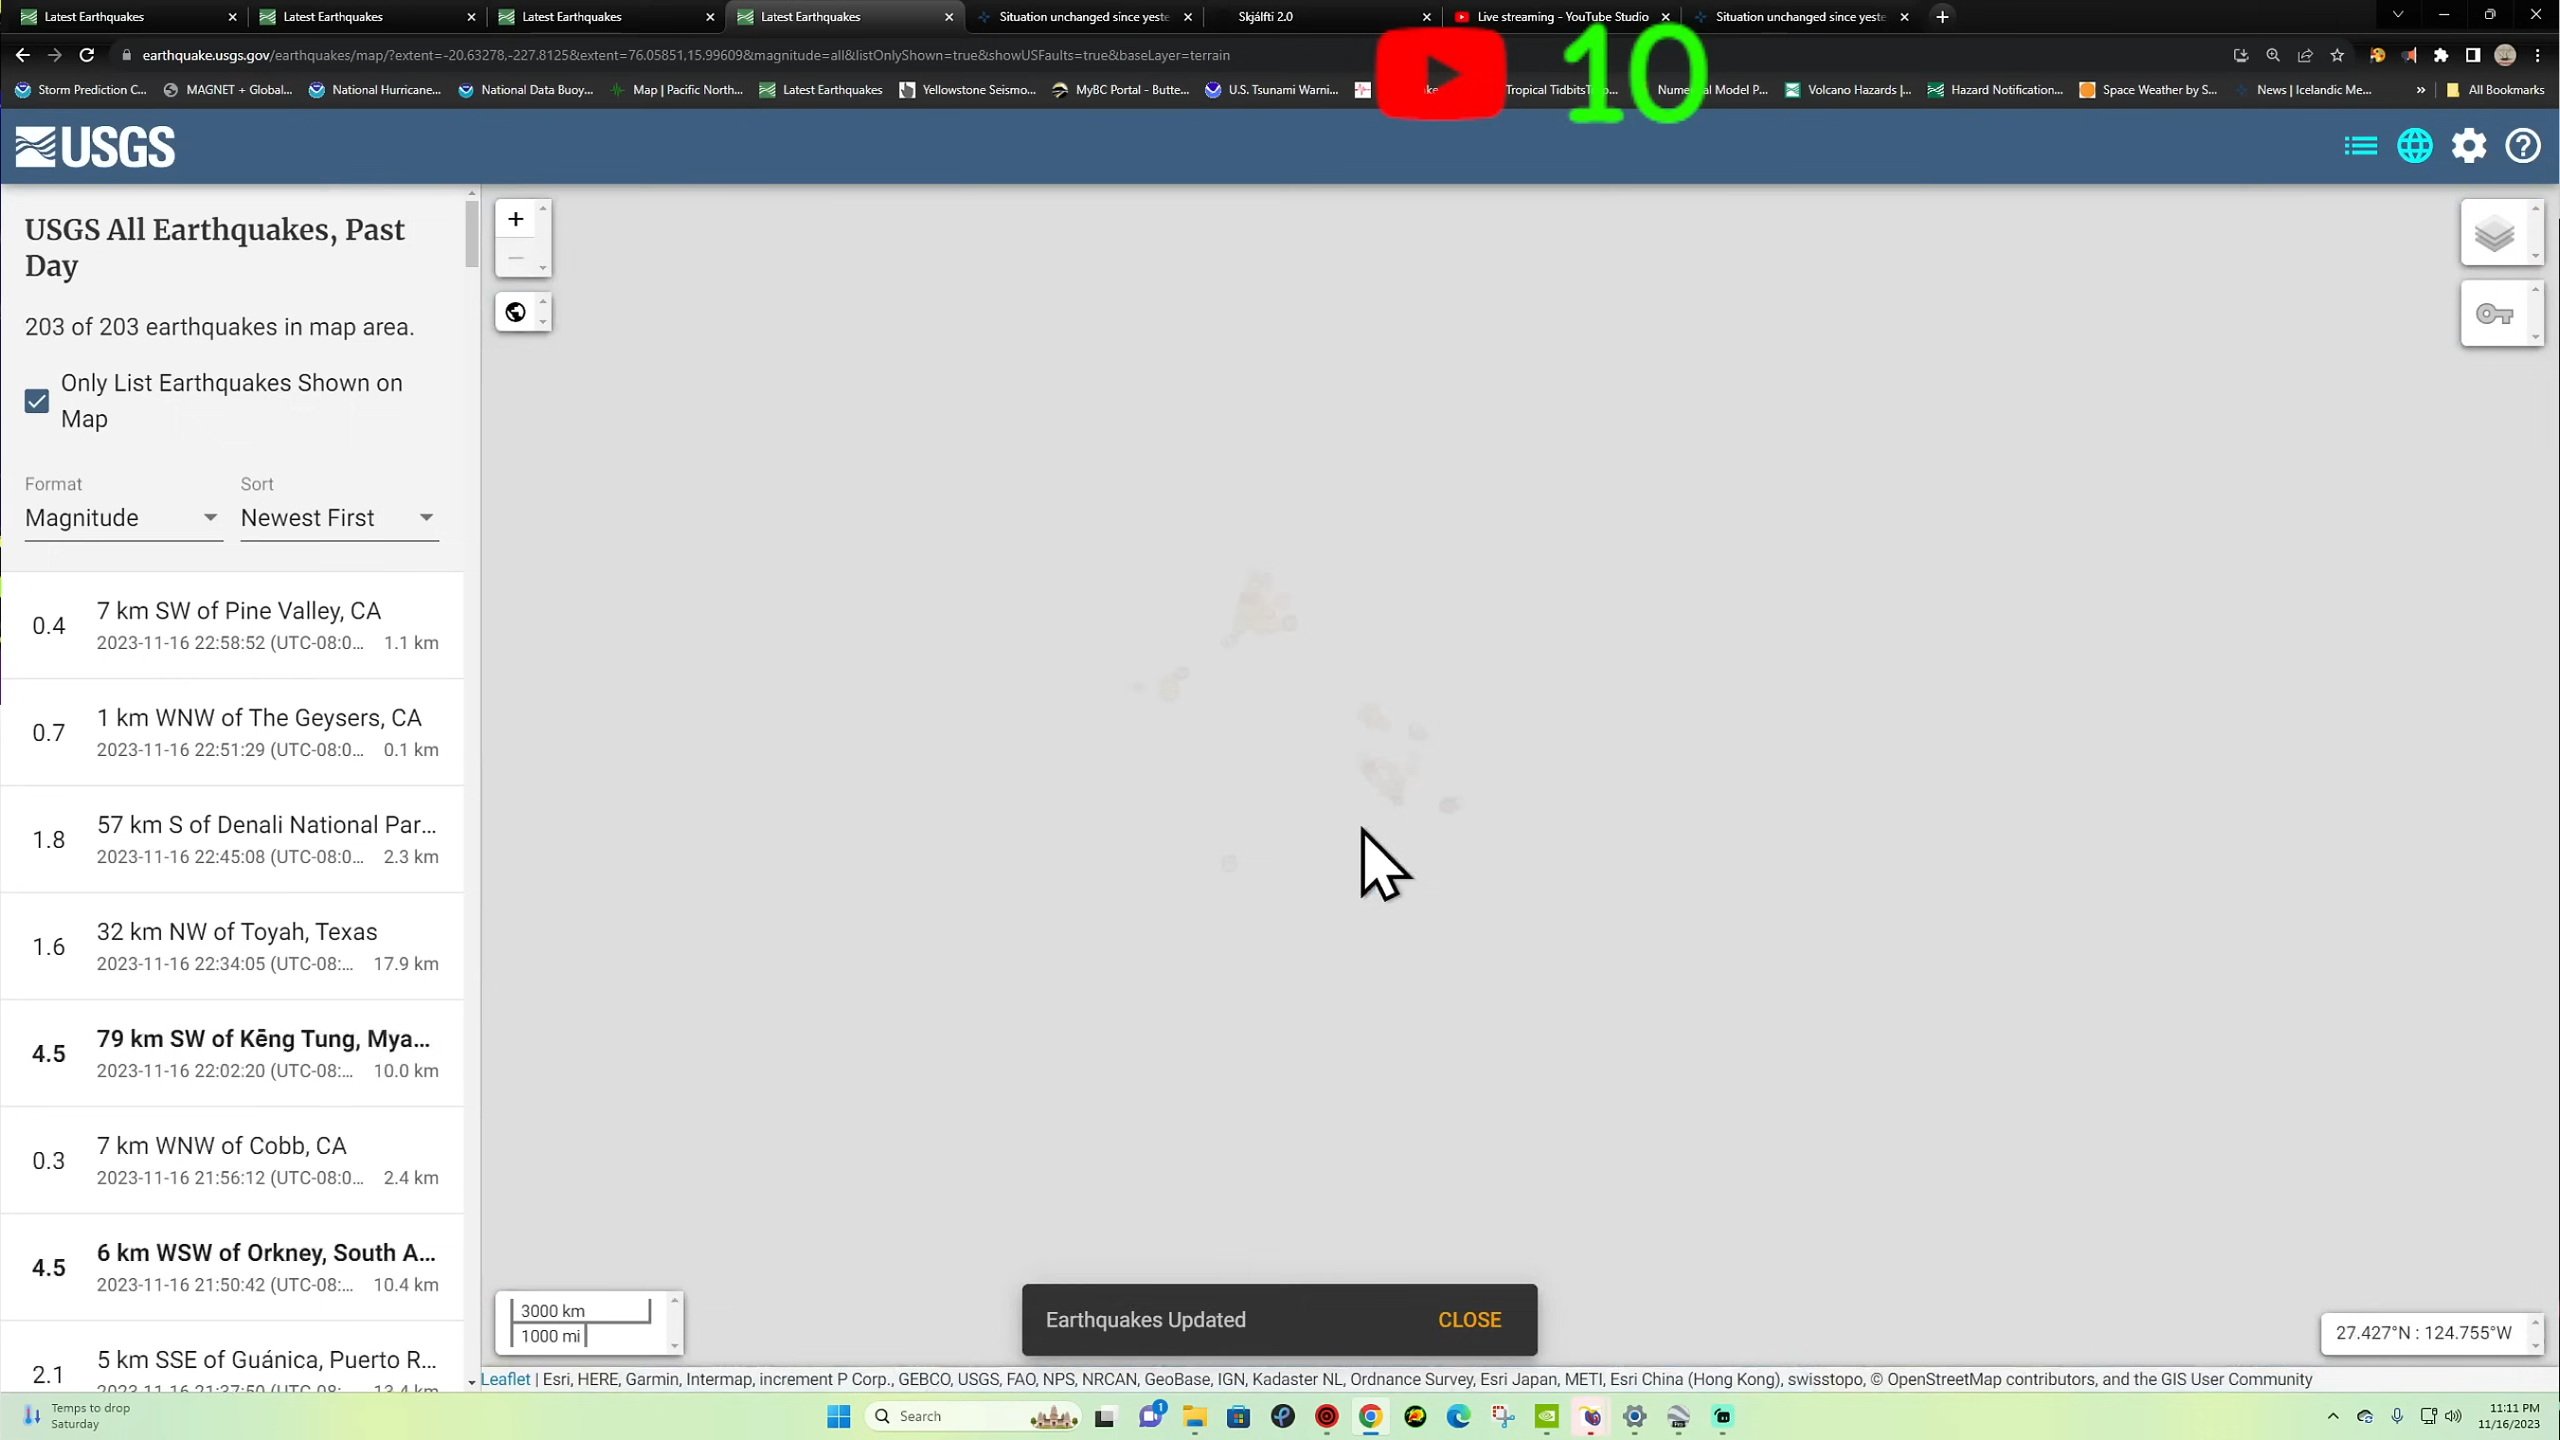 Latest Earthquakes
Latest Earthquakes
Latest Earthquakes
Latest Earthquakes
Situation unchanged since yeste
Skjálfti 2.0
Live streaming - YouTube Studio
Situation unchanged since yeste
earthquake.usgs.gov/earthquakes/map/?extent=-20.63278,-227.8125&extent=76.05851,15.99609&magnitude=all&listOnlyShown=true&showUSFaults=true&baseLayer=terrain
10
Storm Prediction C...
MAGNET + Global...
National Hurricane...
National Data Buoy...
Map | Pacific North...
Latest Earthquakes
Yellowstone Seismo...
MyBC Portal - Butte...
U.S. Tsunami Warni...
Tropical Tidbits
Model P...
Volcano Hazards |...
Hazard Notification...
Space Weather by S...
News | Icelandic Me...
»
All Bookmarks
USGS
USGS All Earthquakes, Past
Day
203 of 203 earthquakes in map area.
Only List Earthquakes Shown on
Map
Format
Sort
Magnitude
Newest First
0.4
7 km SW of Pine Valley, CA
2023-11-16 22:58:52 (UTC-08:0... 1.1 km
0.7
1 km WNW of The Geysers, CA
2023-11-16 22:51:29 (UTC-08:0... 0.1 km
1.8
57 km S of Denali National Par...
2023-11-16 22:45:08 (UTC-08:0... 2.3 km
1.6
32 km NW of Toyah, Texas
2023-11-16 22:34:05 (UTC-08:... 17.9 km
4.5
79 km SW of Kēng Tung, Mya...
2023-11-16 22:02:20 (UTC-08:... 10.0 km
0.3
7 km WNW of Cobb, CA
2023-11-16 21:56:12 (UTC-08:0... 2.4 km
4.5
6 km WSW of Orkney, South A...
2023-11-16 21:50:42 (UTC-08:... 10.4 km
2.1
5 km SSE of Guánica, Puerto R...
2023-11-16 21:37:50 (UTC-08:... 13.4 km
3000 km
1000 mi
Earthquakes Updated
CLOSE
27.427°N : 124.755°W
Leaflet | Esri, HERE, Garmin, Intermap, increment P Corp., GEBCO, USGS, FAO, NPS, NRCAN, GeoBase, IGN, Kadaster NL, Ordnance Survey, Esri Japan, METI, Esri China (Hong Kong), swisstopo, © OpenStreetMap contributors, and the GIS User Community
Temps to drop
Saturday
Search
1
11:11 PM
11/16/2023